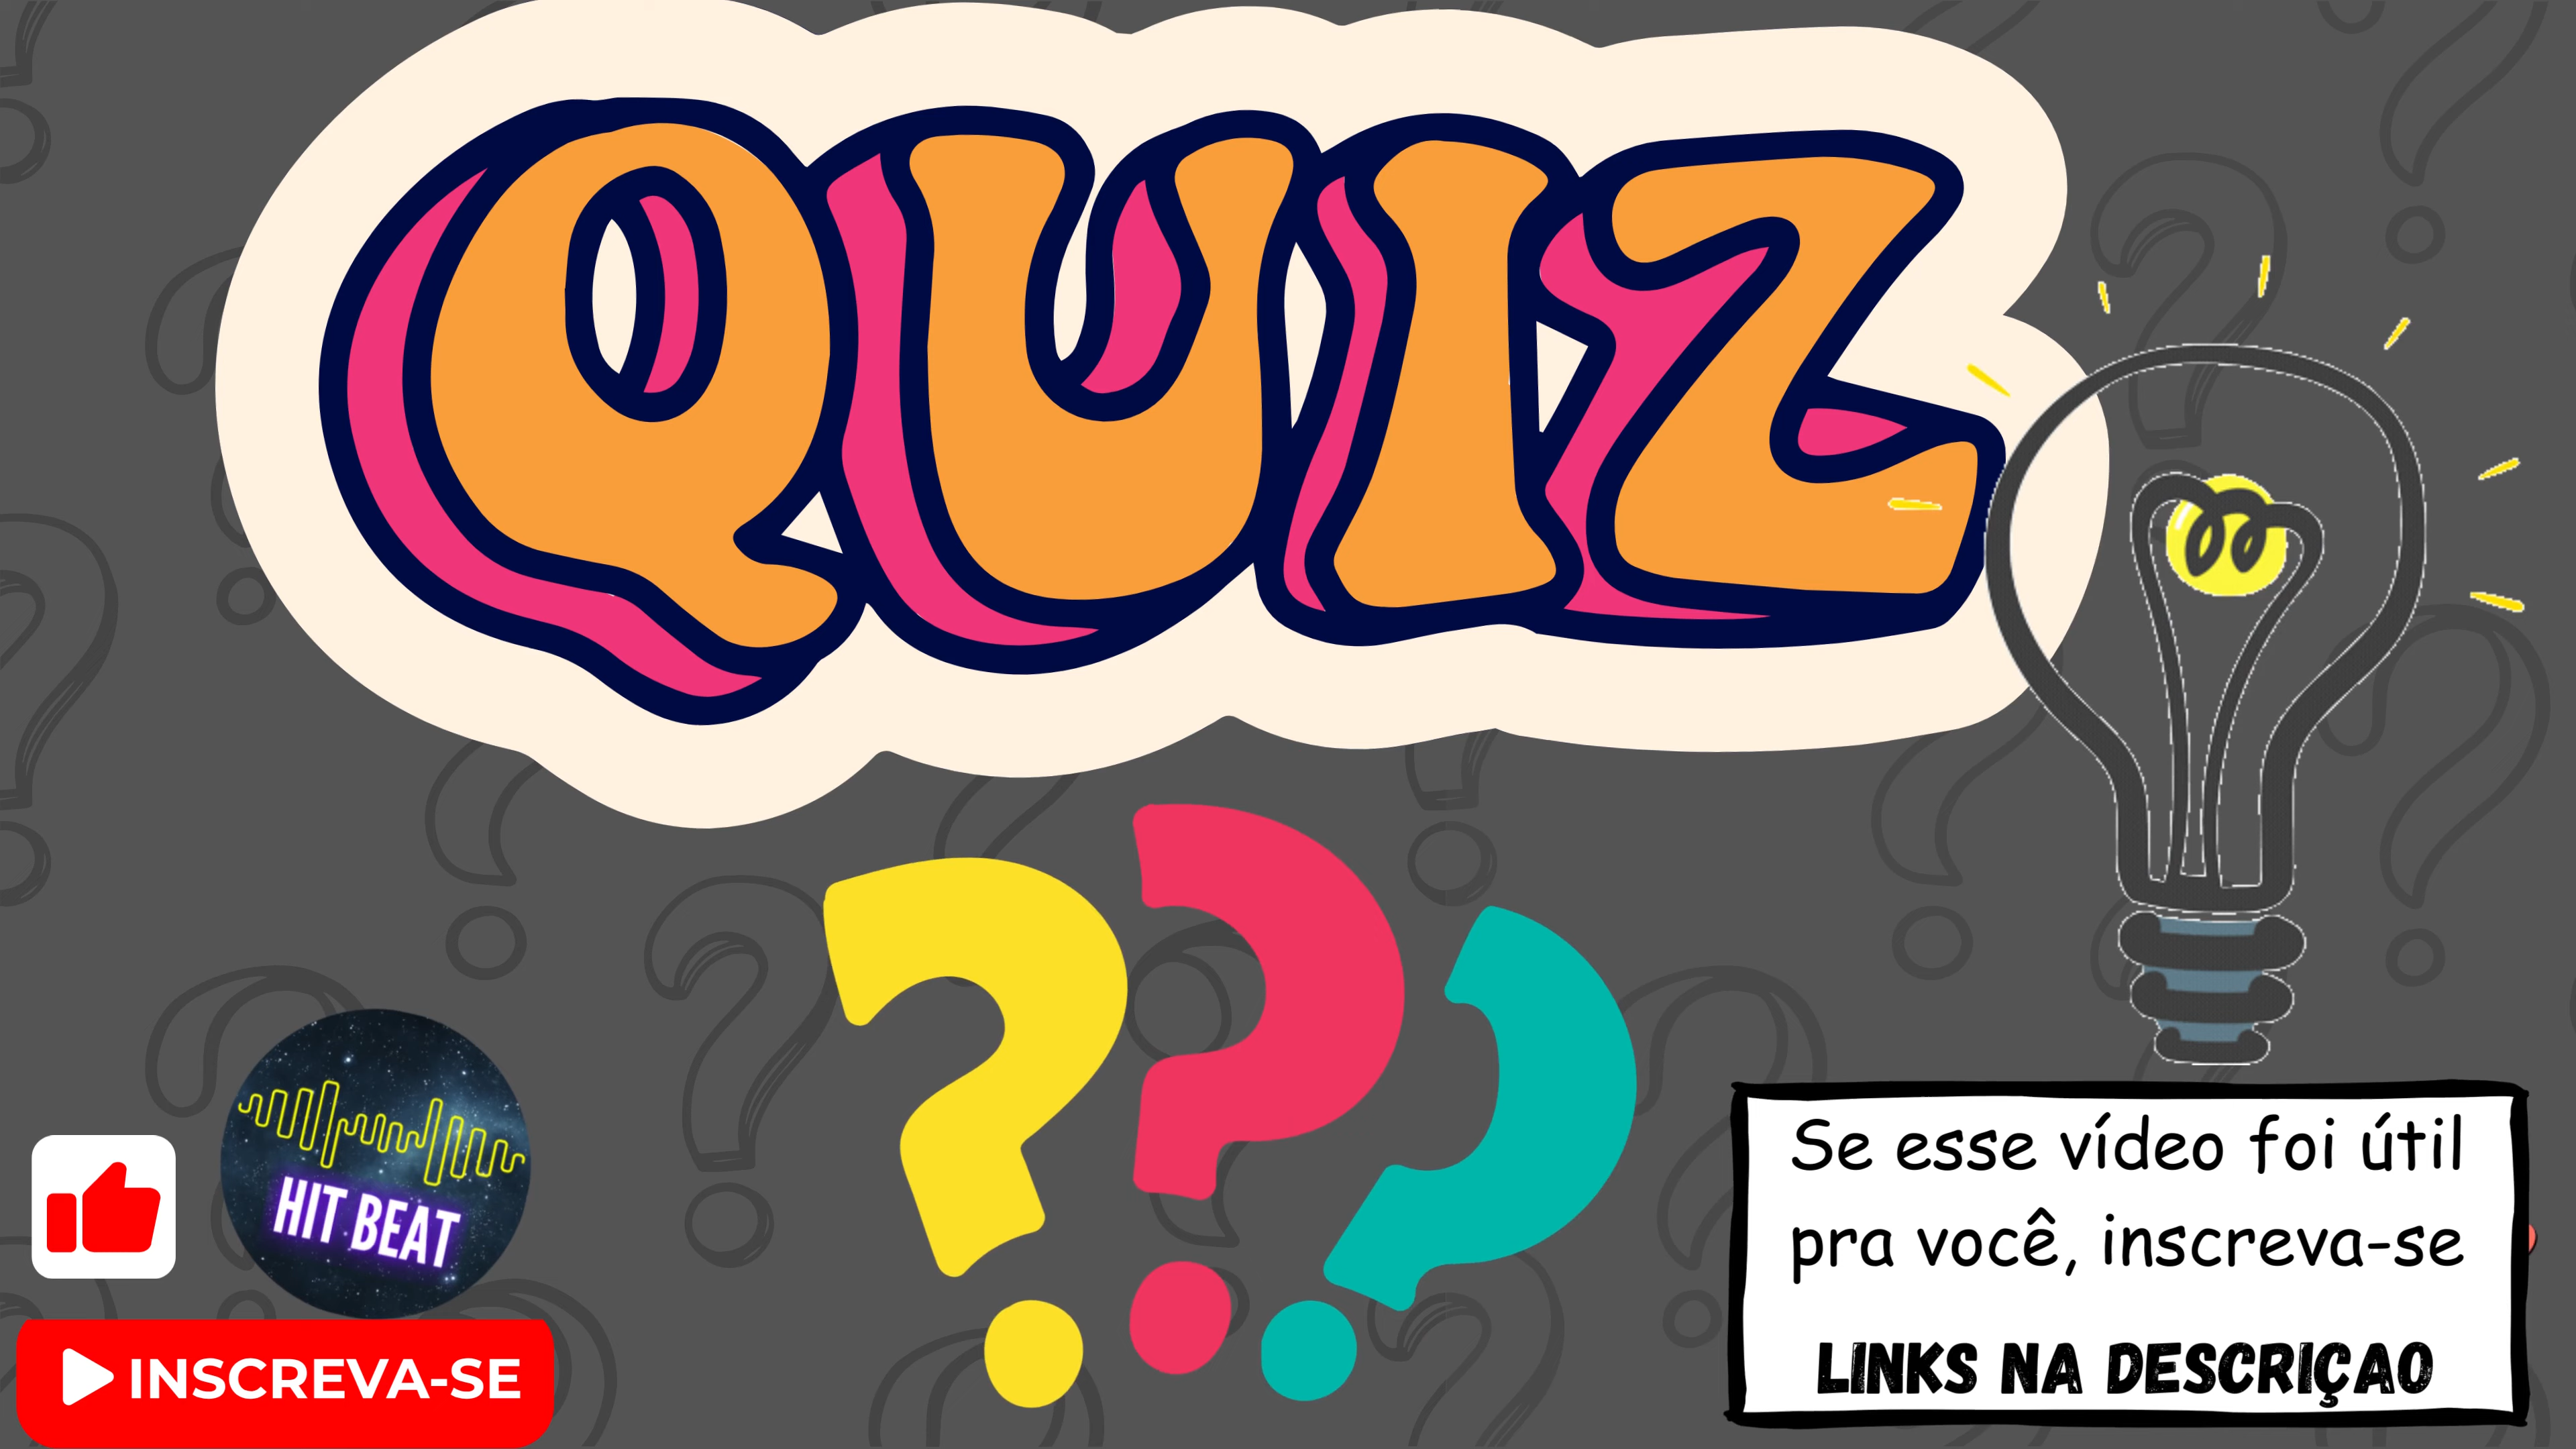 QUIZ
???
HIT BEAT
INSCREVA-SE
Se esse vídeo foi útil
pra você, inscreva-se
LINKS NA DESCRIÇAO